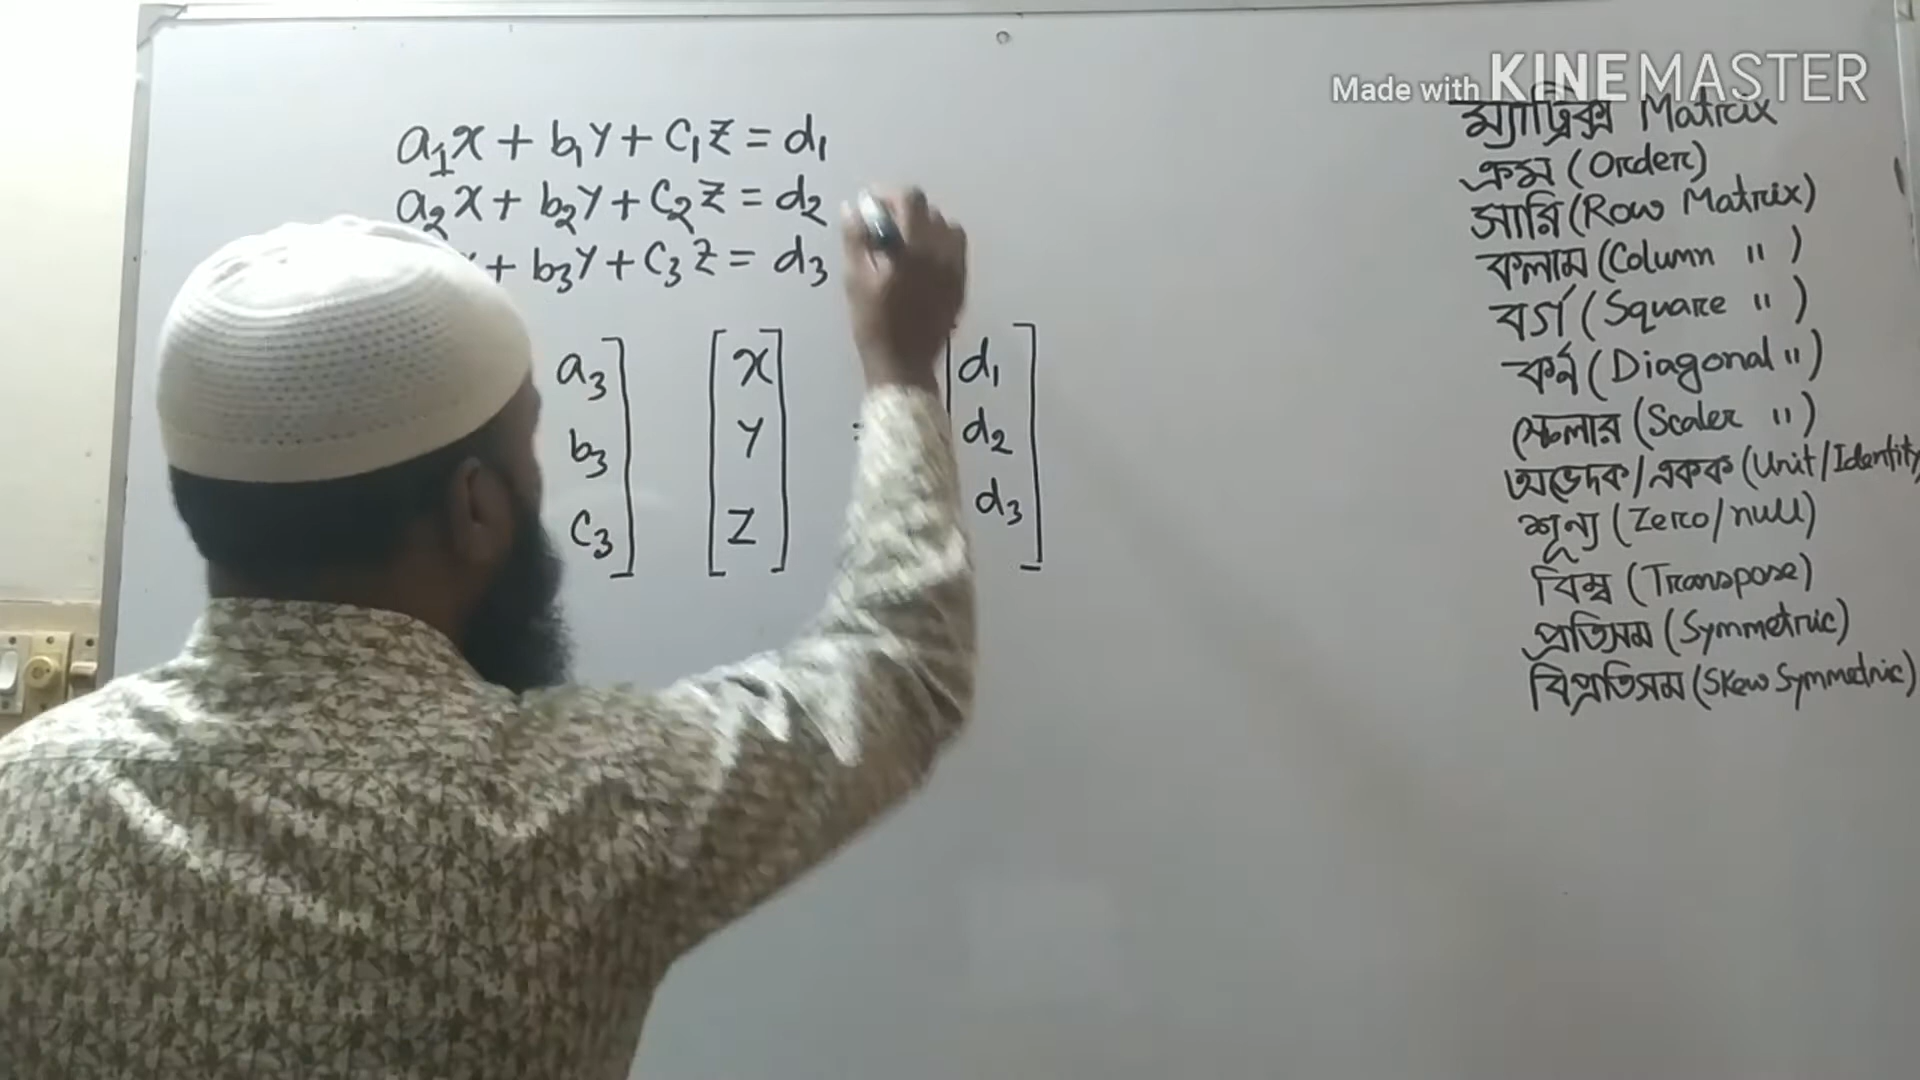 Made with KINEMASTER
a₁x + b₁y + c₁z = d₁
a₂x + b₂y + c₂z = d₂
+ b₃y + c₃z = d₃
a₃ x d₁
b₃ y = d₂
c₃ z d₃
ম্যাট্রিক্স Matrix
ক্রম (Order)
সারি (Row Matrix)
কলাম (Column ")
বর্গ (Square ")
কর্ন (Diagonal ")
স্কেলার (Scaler ")
অভেদক/একক (Unit/Identity)
শূন্য (Zero/null)
বিম্ব (Transpose)
প্রতিসম (Symmetric)
বিপ্রতিসম (Skew Symmetric)